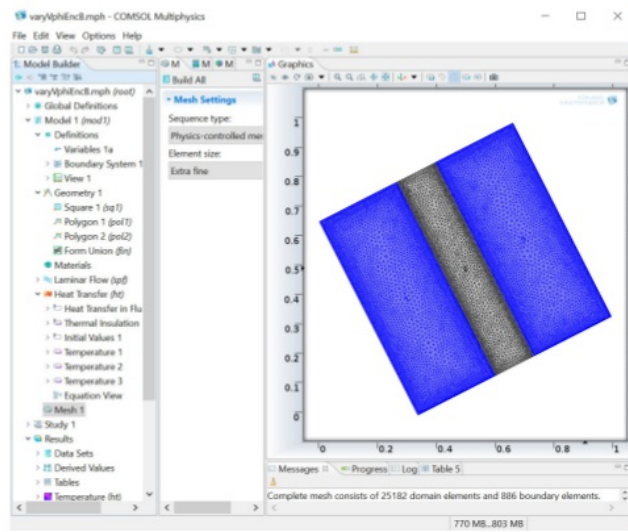 varyVphiEncB.mph - COMSOL Multiphysics
File Edit View Options Help
Model Builder
M M M
Graphics
varyVphiEncB.mph (root)
Global Definitions
Model 1 (mod1)
Definitions
Variables 1a
Boundary System 1
View 1
Geometry 1
Square 1 (sq1)
Polygon 1 (pol1)
Polygon 2 (pol2)
Form Union (fin)
Materials
Laminar Flow (spf)
Heat Transfer (ht)
Heat Transfer in Flu
Thermal Insulation
Initial Values 1
Temperature 1
Temperature 2
Temperature 3
Equation View
Mesh 1
Study 1
Results
Data Sets
Derived Values
Tables
Temperature (ht)
Build All
Mesh Settings
Sequence type:
Physics-controlled me
Element size:
Extra fine
1
0.9
0.8
0.7
0.6
0.5
0.4
0.3
0.2
0.1
0
0 0.2 0.4 0.6 0.8 1
Messages Progress Log Table 5
Complete mesh consists of 25182 domain elements and 886 boundary elements.
770 MB...803 MB